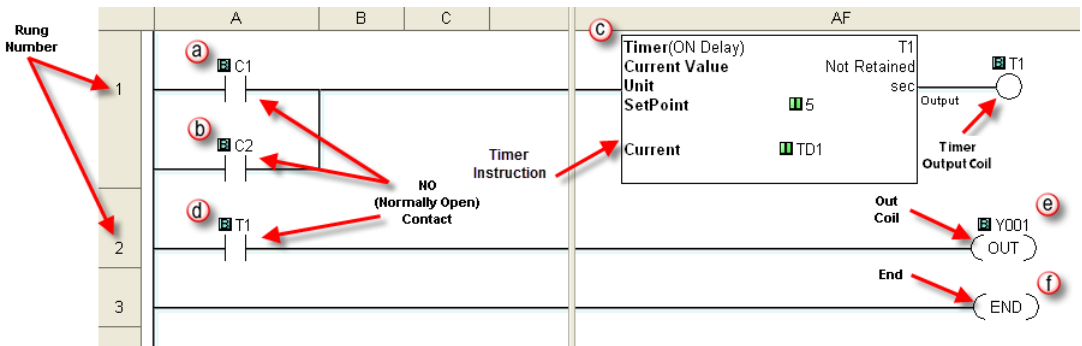 A B C AF
Rung
Number
1
a
B C1
b
B C2
NO
(Normally Open)
Contact
Timer
Instruction
c
Timer(ON Delay) T1
Current Value Not Retained
Unit sec
SetPoint 5
Current TD1
Output
B T1
Timer
Output Coil
2
d
B T1
Out
Coil
B Y001
e
OUT
3
End
END
f